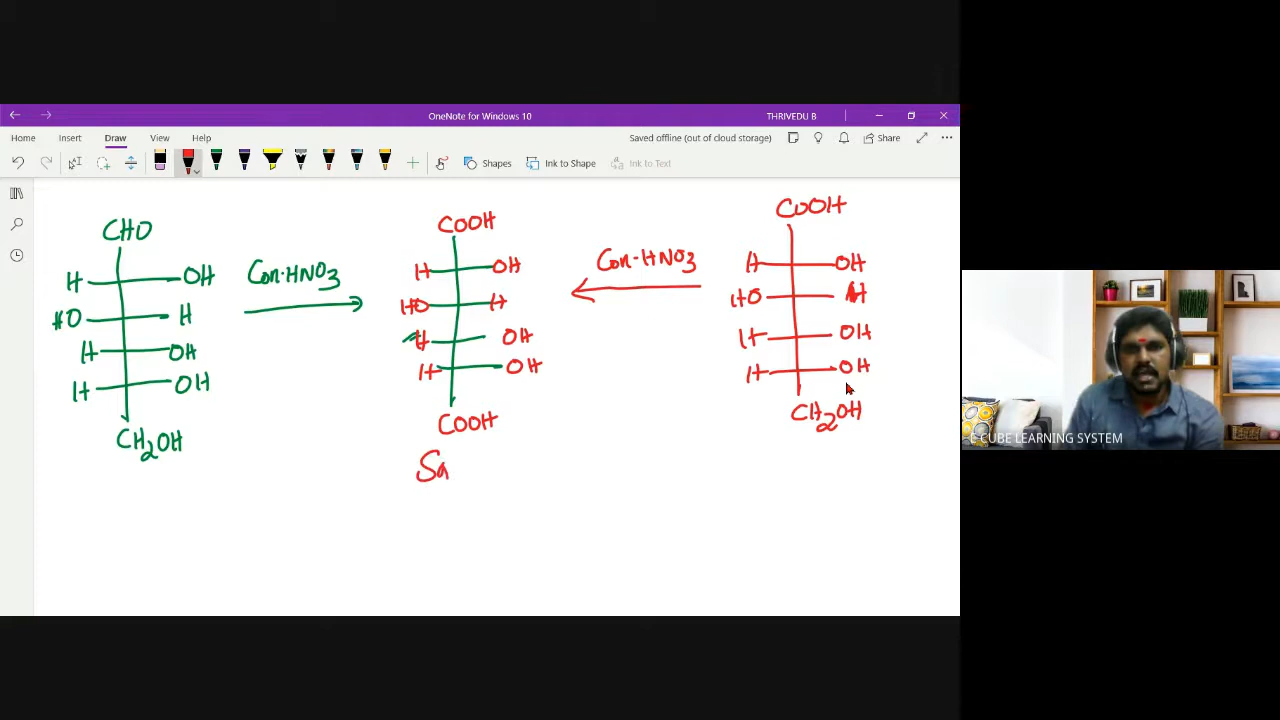 OneNote for Windows 10
THRIVEDU B
Home Insert Draw View Help
Saved offline (out of cloud storage)
Share
Shapes
Ink to Shape
Ink to Text
CHO
H OH
HO H
H OH
H OH
CH2OH
Con·HNO3
COOH
H OH
HO H
H OH
H OH
COOH
Sa
Con·HNO3
COOH
H OH
HO H
H OH
H OH
CH2OH
E CUBE LEARNING SYSTEM